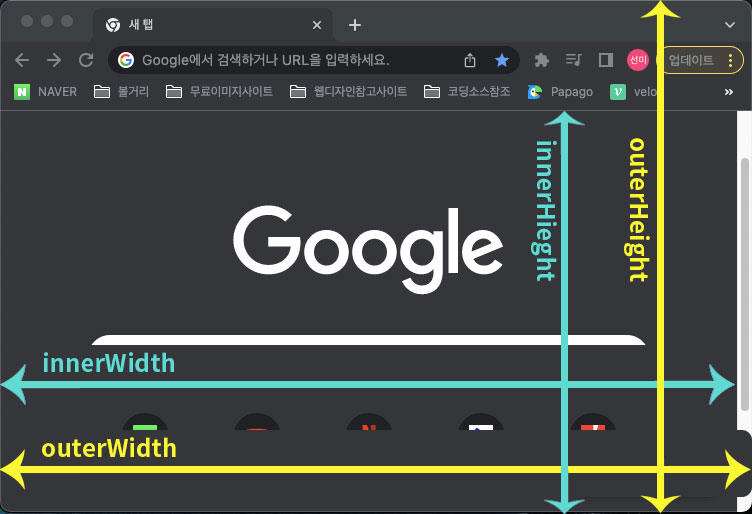 새 탭
Google에서 검색하거나 URL을 입력하세요.
선미
업데이트
NAVER
볼거리
무료이미지사이트
웹디자인참고사이트
코딩소스참조
Papago
velo
innerHieght
outerHeight
Google
innerWidth
outerWidth